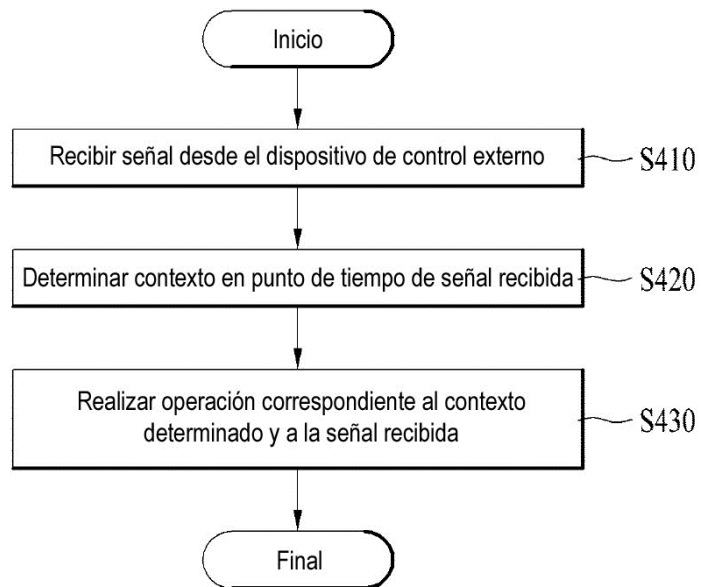 Inicio
Recibir señal desde el dispositivo de control externo
S410
Determinar contexto en punto de tiempo de señal recibida
S420
Realizar operación correspondiente al contexto
determinado y a la señal recibida
S430
Final